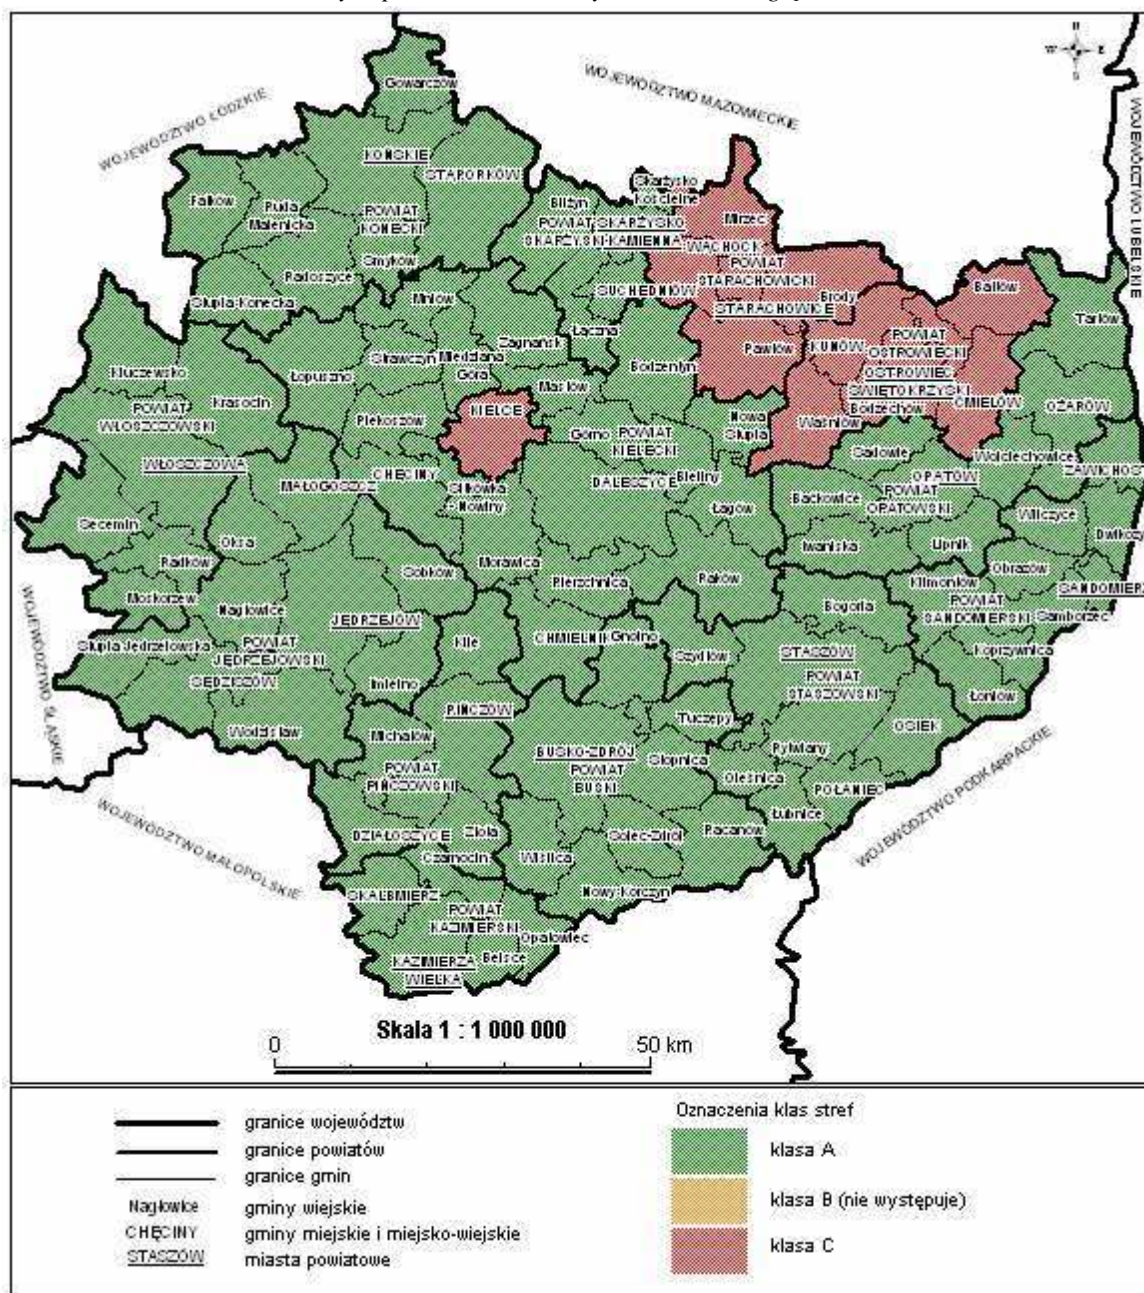 WOJEWÓDZTWO ŁÓDZKIE
WOJEWÓDZTWO MAZOWIECKIE
WOJEWÓDZTWO LUBELSKIE
N
W
E
S
Gowarczów
KOŃSKIE
STĄPORKÓW
Fałków
Ruda
Malenicka
POWIAT
KONECKI
Smyków
Radoszyce
Słupia Konecka
Skarżysko
Kościelne
Bliżyn
POWIAT
SKARŻYSKI
SKARŻYSKO
KAMIENNA
SUCHEDNIÓW
Łączna
Mirzec
WĄCHOCK
POWIAT
STARACHOWICKI
STARACHOWICE
Brody
Pawłów
Bałtów
KUNÓW
POWIAT
OSTROWIECKI
OSTROWIEC
ŚWIĘTOKRZYSKI
Bodzechów
ĆMIELÓW
Waśniów
Tarłów
OŻARÓW
Mniów
Strawczyn
Miedziana
Góra
Zagnańsk
Łopuszno
Masłów
Bodzentyn
Piekoszów
KIELCE
Górno
POWIAT
KIELECKI
Nowa
Słupia
CHĘCINY
Sitkówka
Nowiny
DALESZYCE
Bieliny
Łagów
Morawica
Pierzchnica
Raków
CHMIELNIK
Kluczewsko
Krasocin
POWIAT
WŁOSZCZOWSKI
WŁOSZCZOWA
Secemin
Radków
Moskorzew
MAŁOGOSZCZ
Oksa
Sobków
Nagłowice
JĘDRZEJÓW
Słupia Jędrzejowska
POWIAT
JĘDRZEJOWSKI
SĘDZISZÓW
Imielno
Wodzisław
Sadowie
OPATÓW
Wojciechowice
Baćkowice
POWIAT
OPATOWSKI
Iwaniska
Lipnik
ZAWICHOST
Wilczyce
Dwikozy
Obrazów
SANDOMIERZ
Klimontów
POWIAT
SANDOMIERSKI
Samborzec
Koprzywnica
Łoniów
Bogoria
STASZÓW
POWIAT
STASZOWSKI
Szydłów
OSIEK
Rytwiany
Oleśnica
POŁANIEC
Łubnice
Kije
Gnojno
PIŃCZÓW
Michałów
POWIAT
PIŃCZOWSKI
DZIAŁOSZYCE
Złota
Czarnocin
Tuczępy
BUSKO-ZDRÓJ
POWIAT
BUSKI
Stopnica
Solec-Zdrój
Pacanów
Wiślica
Nowy Korczyn
SKALBMIERZ
POWIAT
KAZIMIERSKI
Opatowiec
KAZIMIERZA
WIELKA
Bejsce
WOJEWÓDZTWO ŚLĄSKIE
WOJEWÓDZTWO MAŁOPOLSKIE
WOJEWÓDZTWO PODKARPACKIE
Skala 1 : 1 000 000
0 50 km
granice województw
granice powiatów
granice gmin
Nagłowice gminy wiejskie
CHĘCINY gminy miejskie i miejsko-wiejskie
STASZÓW miasta powiatowe
Oznaczenia klas stref
klasa A
klasa B (nie występuje)
klasa C